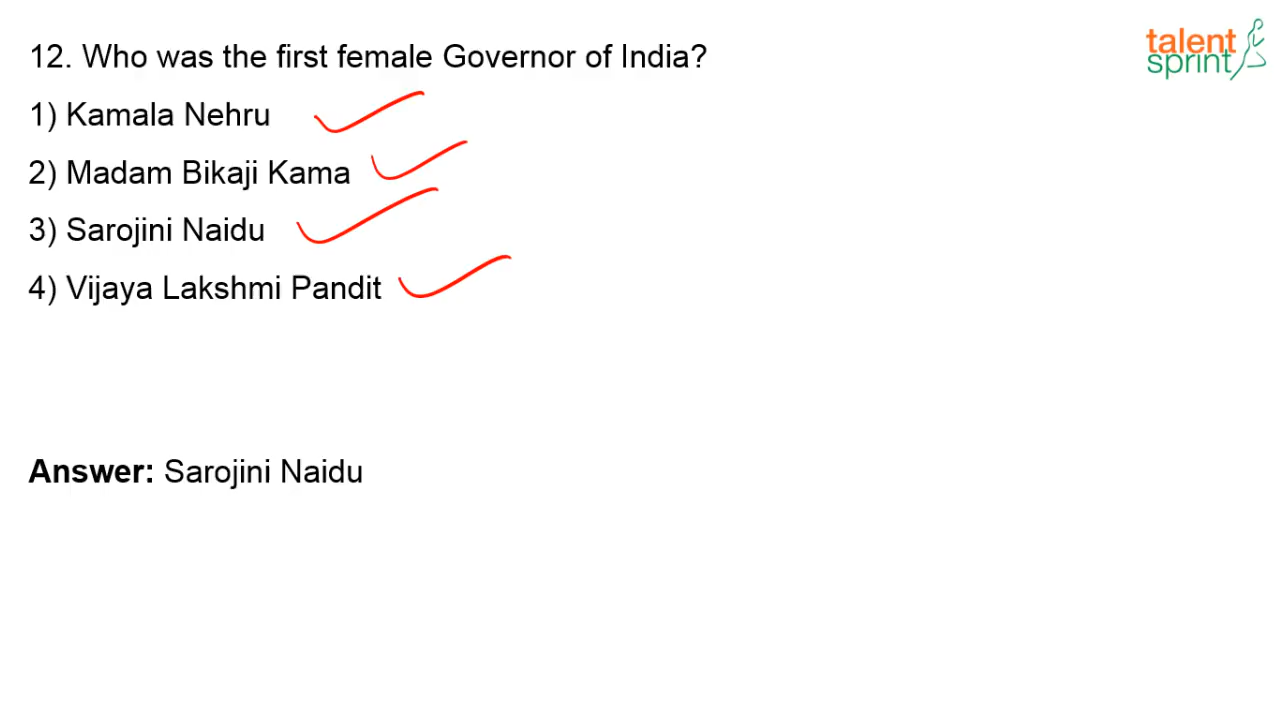 12. Who was the first female Governor of India?
talent
sprint
1) Kamala Nehru
2) Madam Bikaji Kama
3) Sarojini Naidu
4) Vijaya Lakshmi Pandit
Answer: Sarojini Naidu